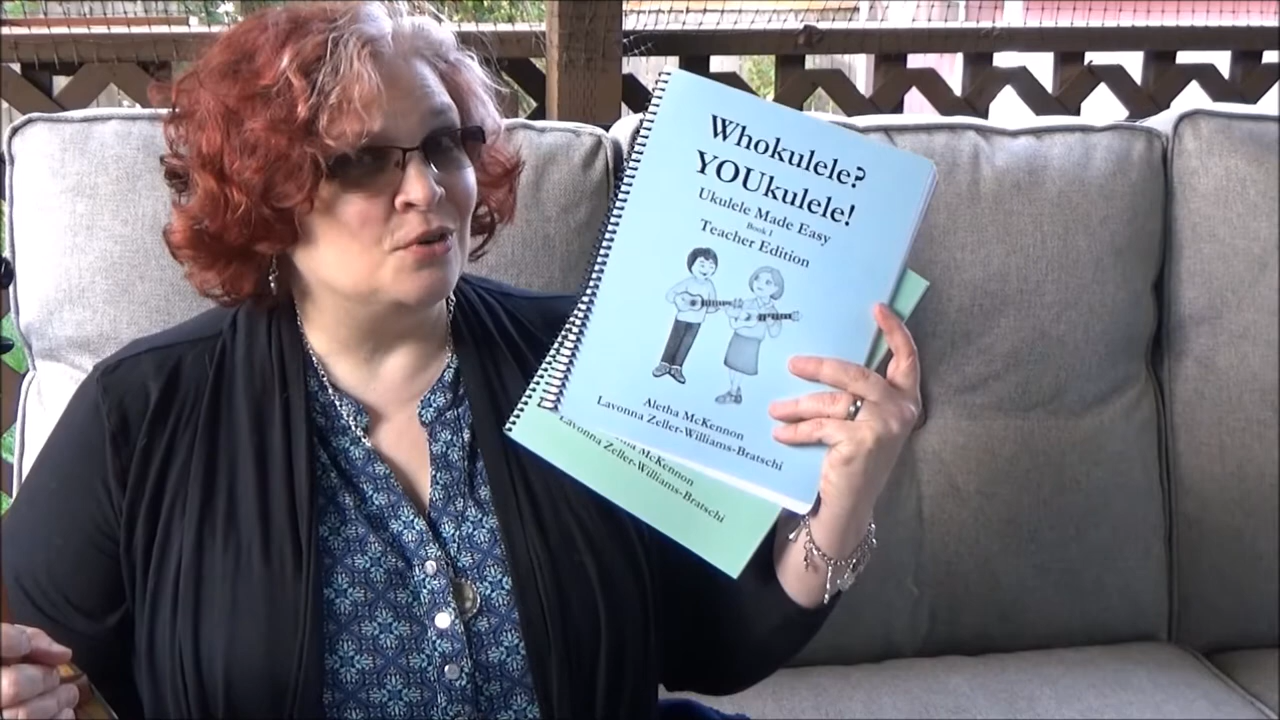 Whokulele?
YOUkulele!
Ukulele Made Easy
Book I
Teacher Edition
Aletha McKennon
Lavonna Zeller-Williams-Bratschi
McKennon
Lavonna Zeller-Williams-Bratschi